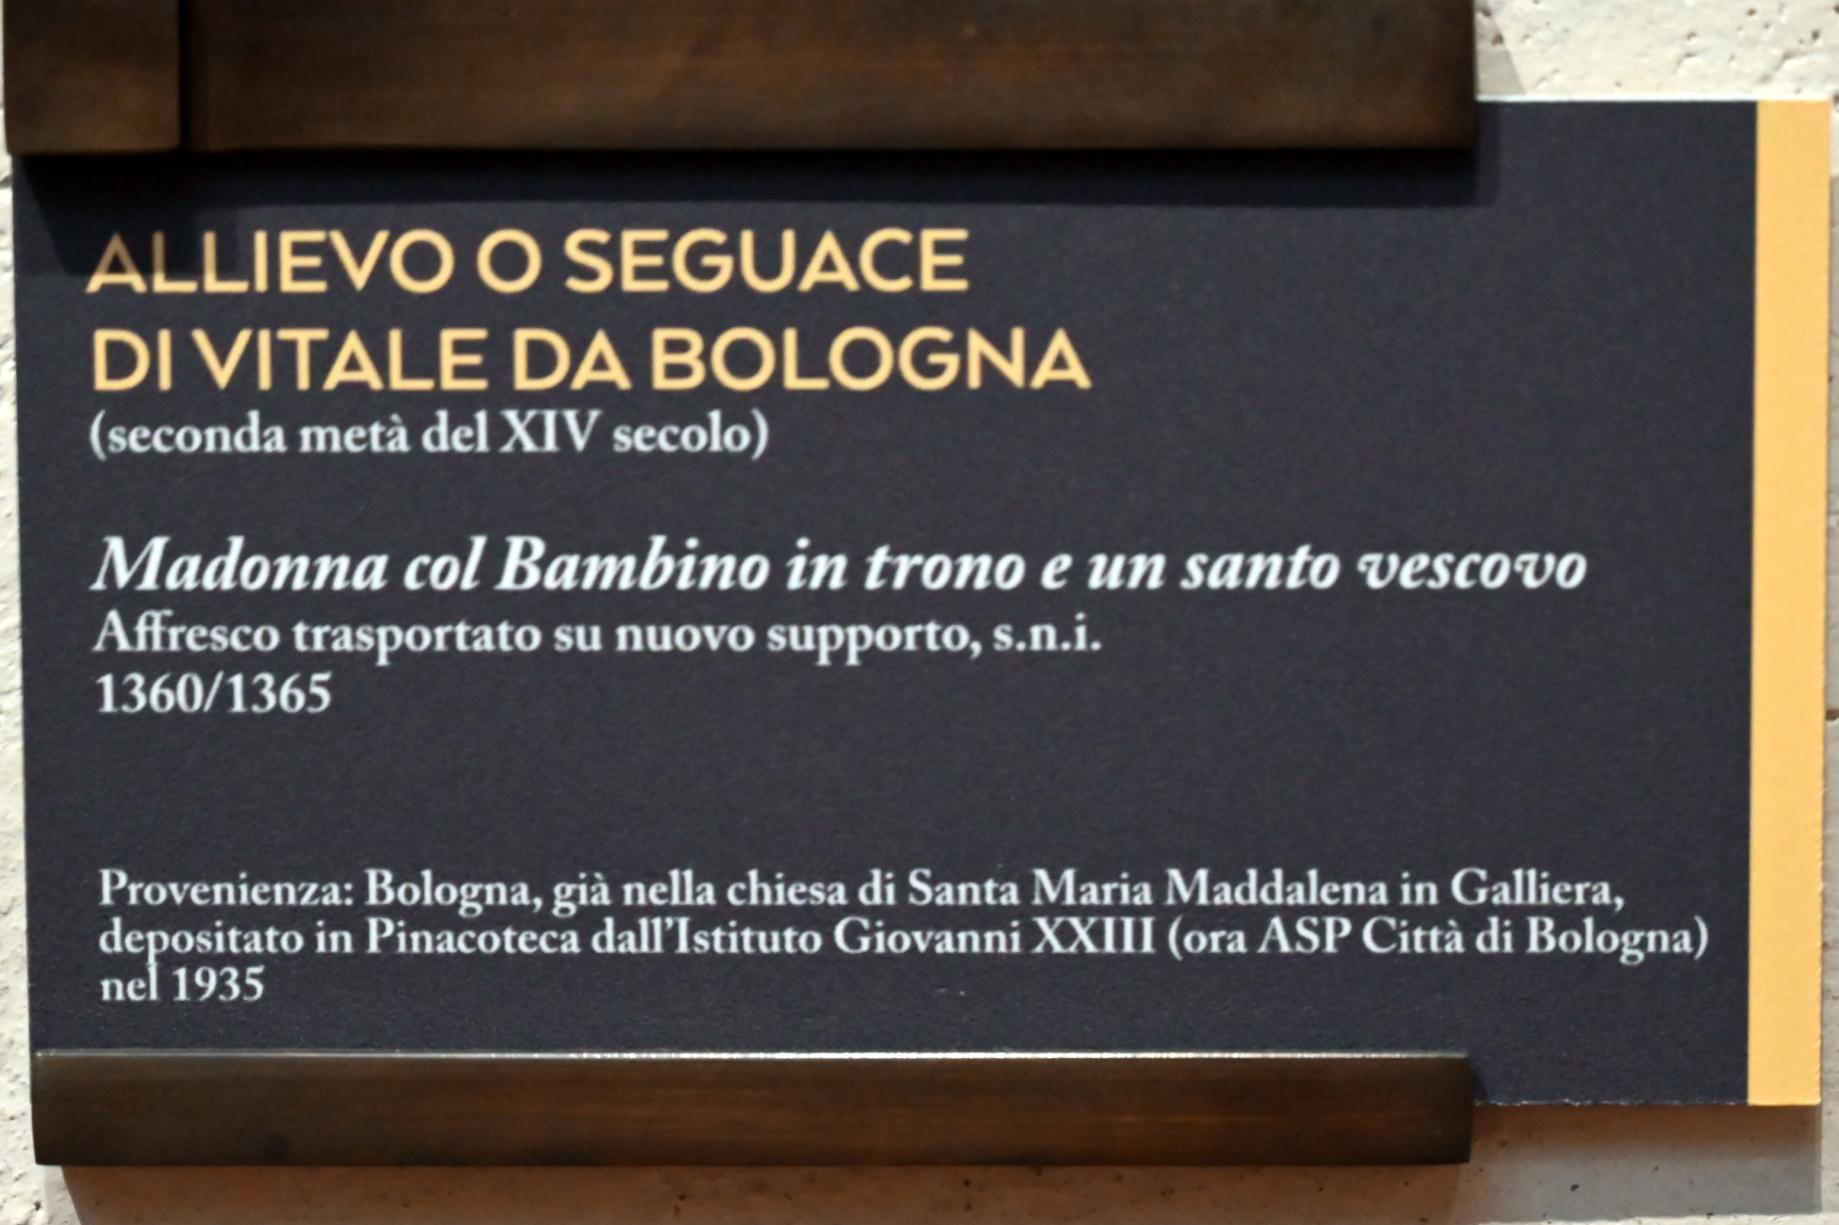 ALLIEVO O SEGUACE
DI VITALE DA BOLOGNA
(seconda metà del XIV secolo)
Madonna col Bambino in trono e un santo vescovo
Affresco trasportato su nuovo supporto, s.n.i.
1360/1365
Provenienza: Bologna, già nella chiesa di Santa Maria Maddalena in Galliera,
depositato in Pinacoteca dall'Istituto Giovanni XXIII (ora ASP Città di Bologna)
nel 1935